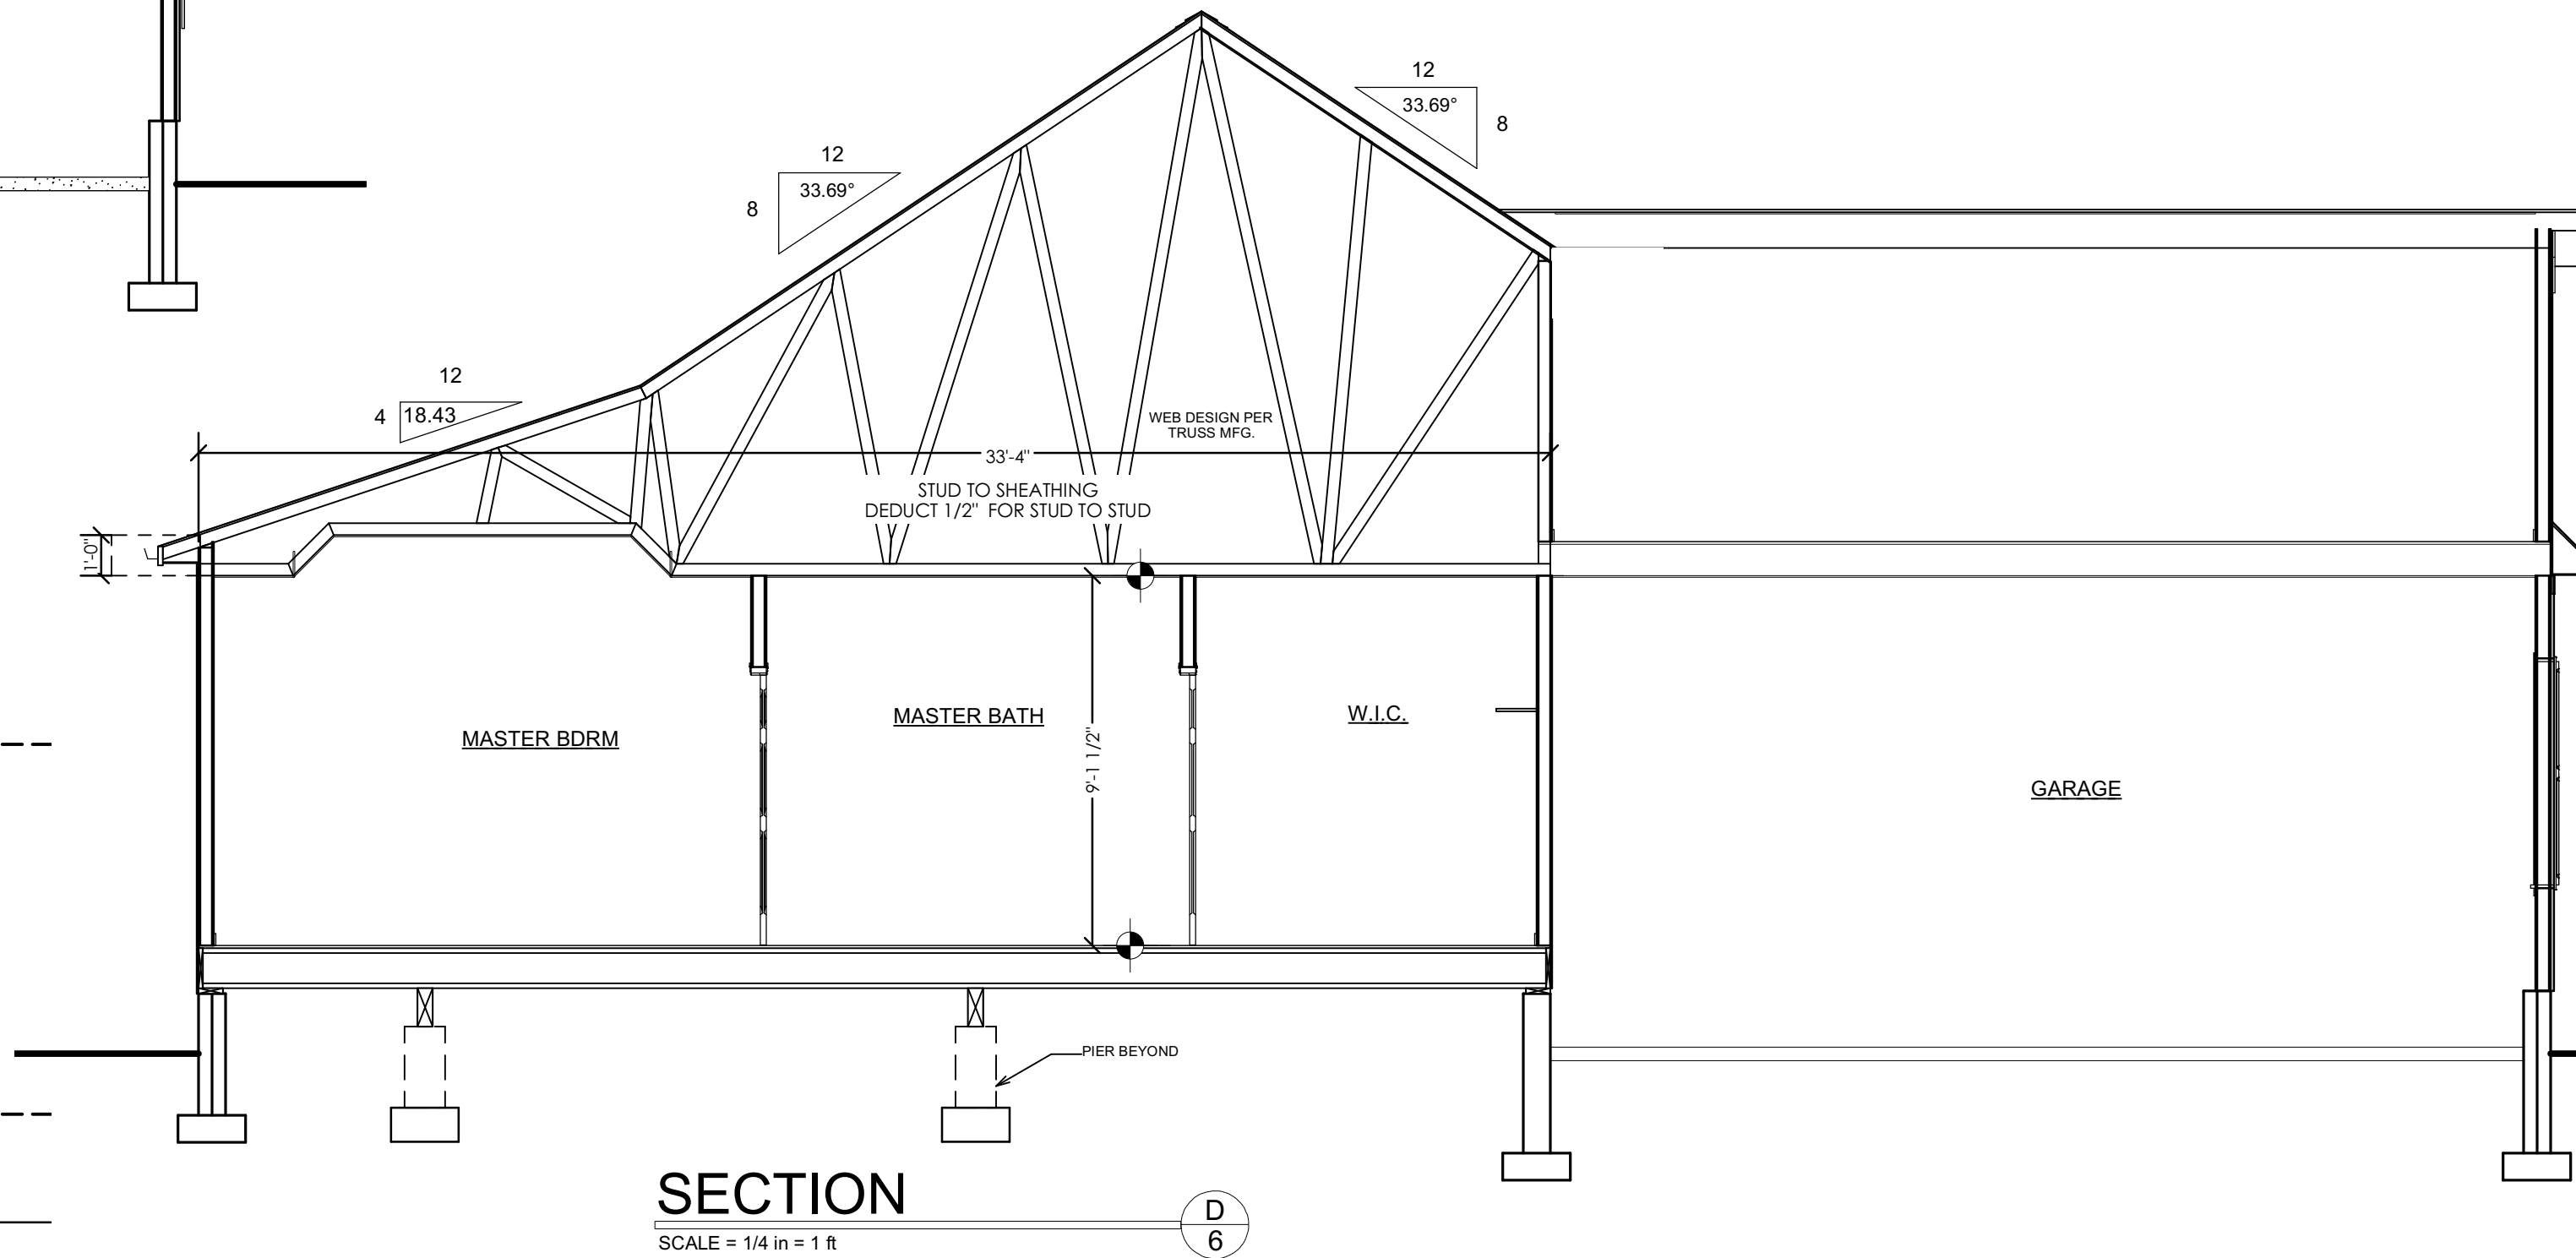 12
33.69°
8
12
33.69°
8
12
4
18.43
WEB DESIGN PER
TRUSS MFG.
33'-4"
STUD TO SHEATHING
DEDUCT 1/2" FOR STUD TO STUD
1'-0"
MASTER BDRM
MASTER BATH
9'-1 1/2"
W.I.C.
GARAGE
PIER BEYOND
SECTION
D
6
SCALE = 1/4 in = 1 ft